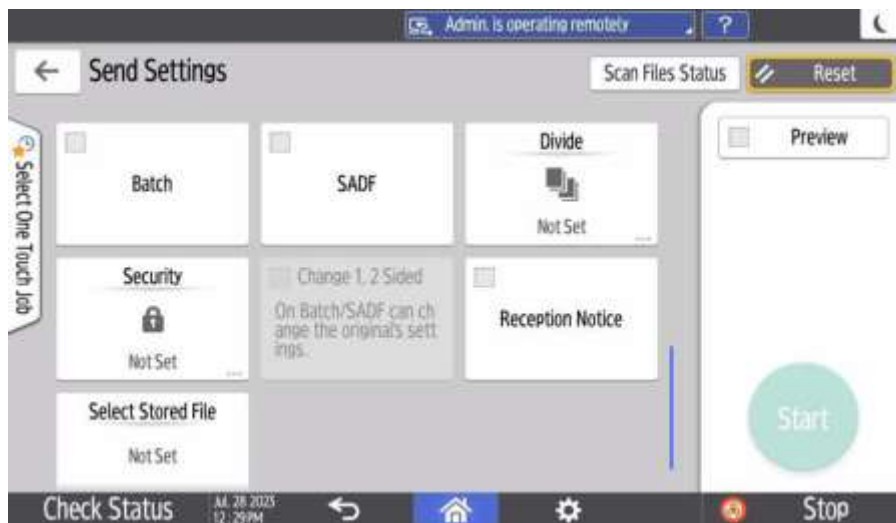 Admin. is operating remotely
?
← Send Settings
Scan Files Status
Reset
Select One Touch Job
Batch
SADF
Divide
Not Set
Preview
Security
Not Set
Change 1, 2 Sided
On Batch/SADF can ch
ange the original's sett
ings.
Reception Notice
Select Stored File
Not Set
Start
Check Status
Jul. 28 2023
12:29PM
Stop